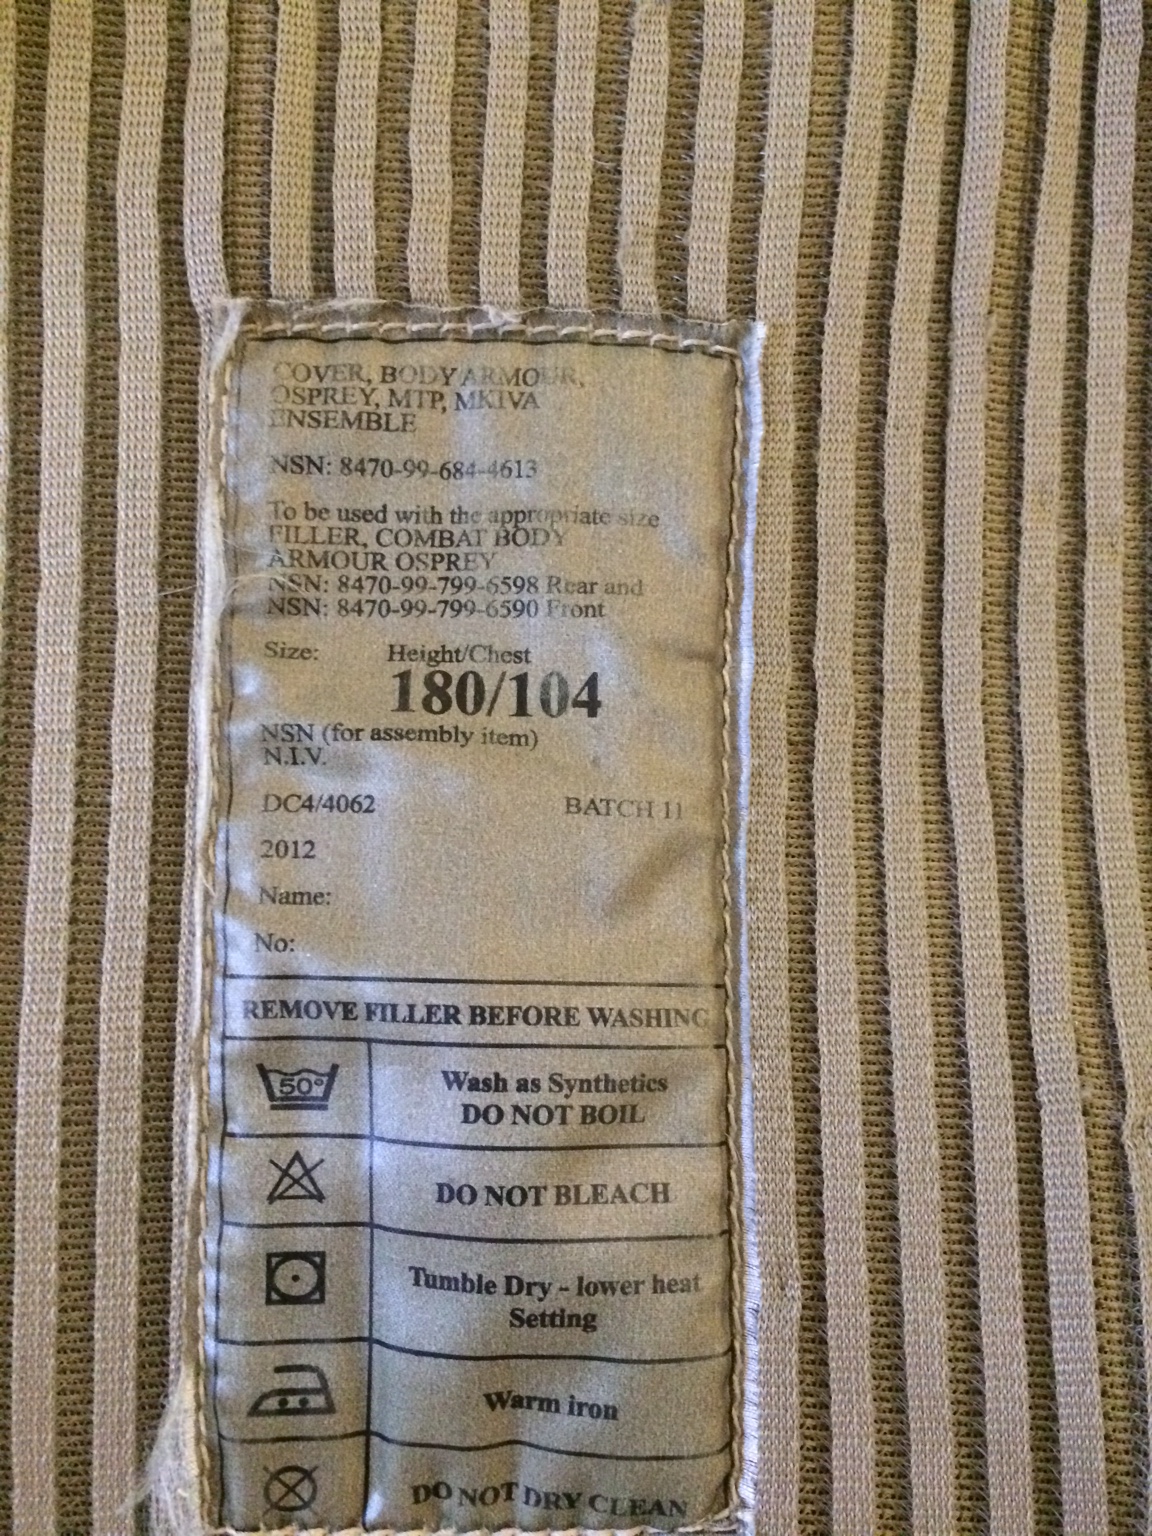 COVER, BODY ARMOUR,
OSPREY, MTP, MKIVA
ENSEMBLE
NSN: 8470-99-684-4613
To be used with the appropriate size
FILLER, COMBAT BODY
ARMOUR OSPREY
NSN: 8470-99-799-6598 Rear and
NSN: 8470-99-799-6590 Front
Size: Height/Chest
180/104
NSN (for assembly item)
N.I.V.
DC4/4062 BATCH 11
2012
Name:
No:
REMOVE FILLER BEFORE WASHING
50°
Wash as Synthetics
DO NOT BOIL
DO NOT BLEACH
Tumble Dry - lower heat
Setting
Warm iron
DO NOT DRY CLEAN